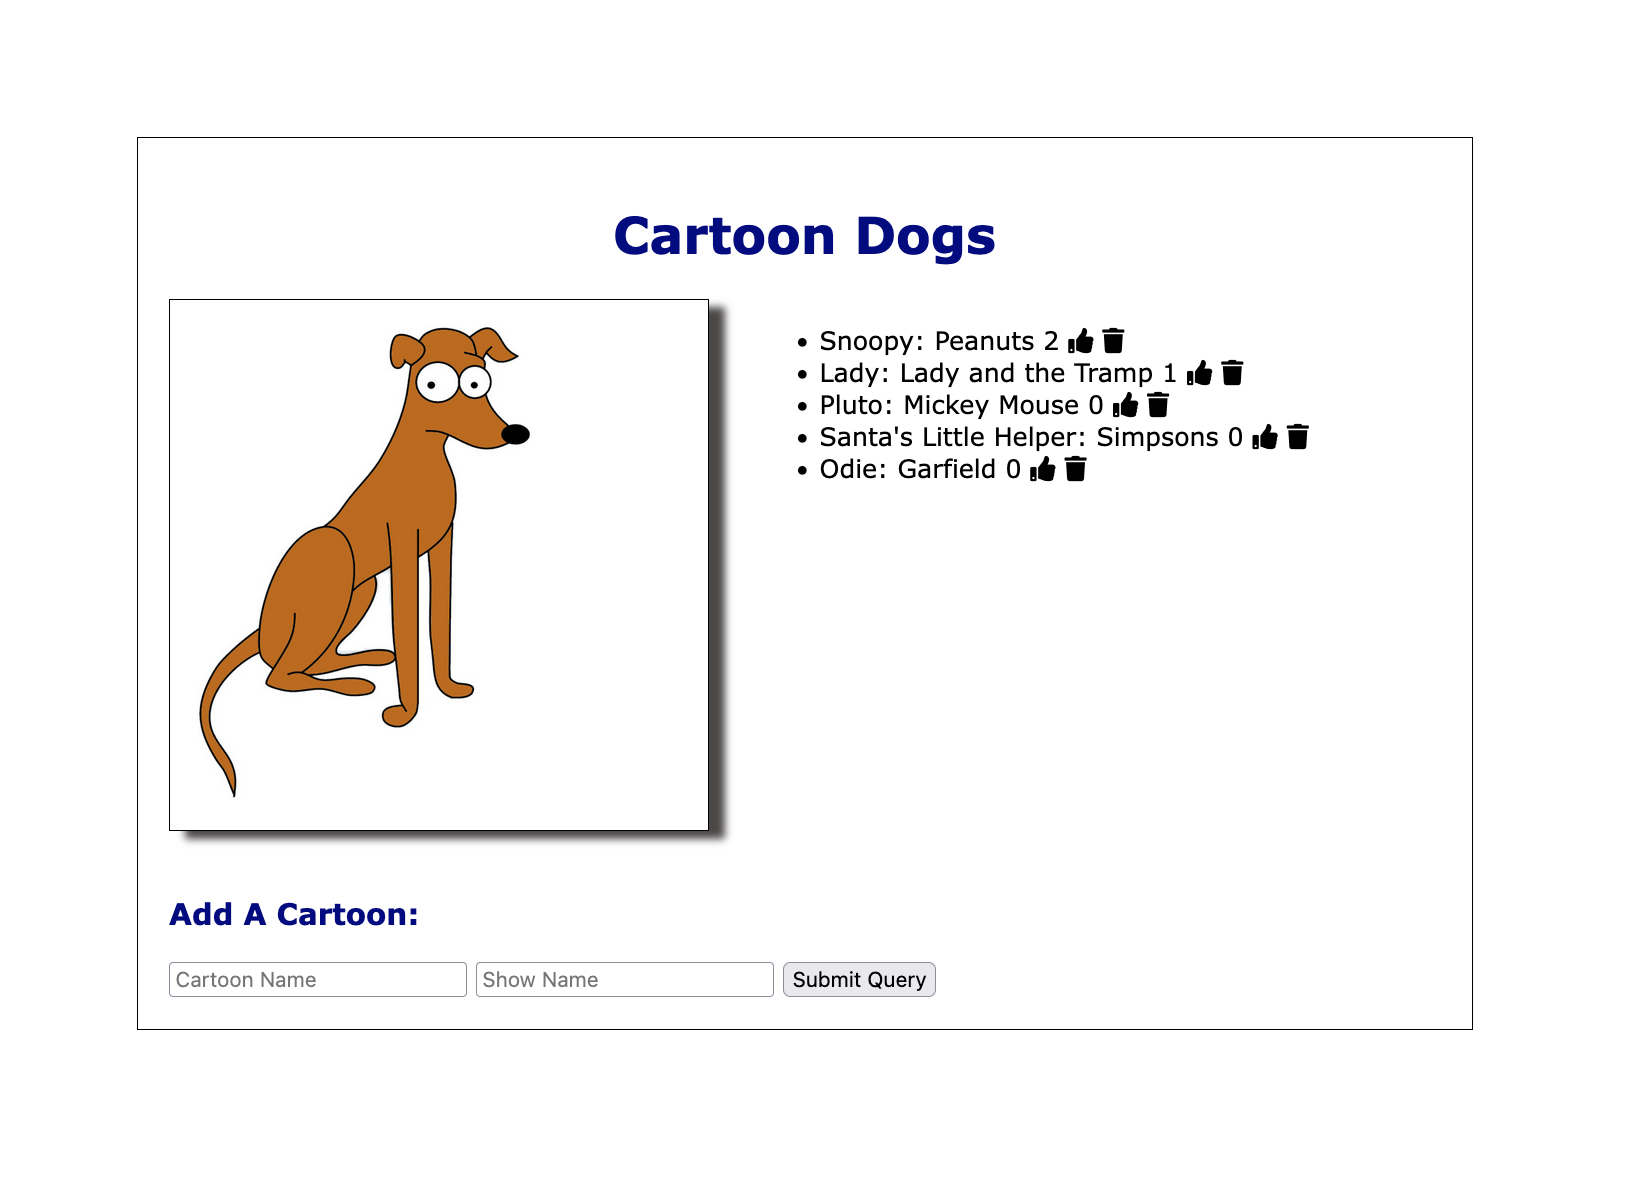 Cartoon Dogs
Snoopy: Peanuts 2
Lady: Lady and the Tramp 1
Pluto: Mickey Mouse 0
Santa's Little Helper: Simpsons 0
Odie: Garfield 0
Add A Cartoon:
Cartoon Name Show Name Submit Query